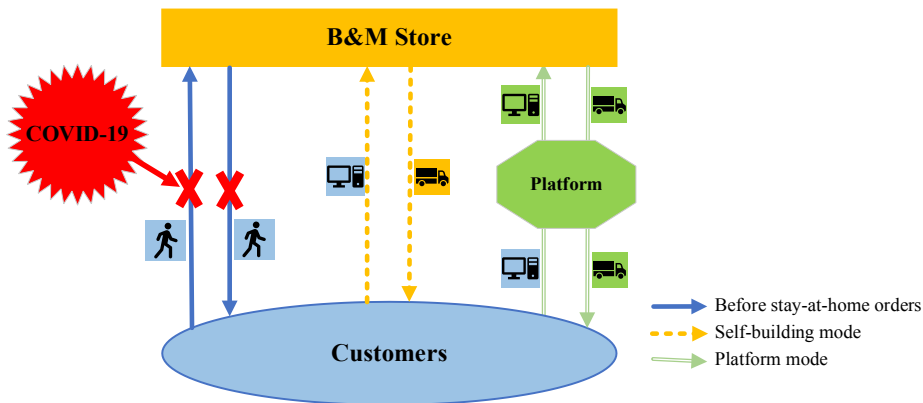 B&M Store
COVID-19
Platform
Customers
Before stay-at-home orders
Self-building mode
Platform mode